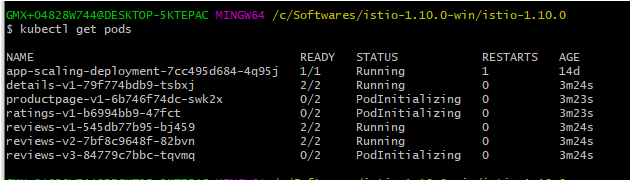 GMX+04828W744@DESKTOP-5KTEPAC MINGW64 /c/Softwares/istio-1.10.0-win/istio-1.10.0
$ kubectl get pods
NAME READY STATUS RESTARTS AGE
app-scaling-deployment-7cc495d684-4q95j 1/1 Running 1 14d
details-v1-79f774bdb9-tsbxj 2/2 Running 0 3m24s
productpage-v1-6b746f74dc-swk2x 0/2 PodInitializing 0 3m23s
ratings-v1-b6994bb9-47fct 0/2 PodInitializing 0 3m23s
reviews-v1-545db77b95-bj459 2/2 Running 0 3m24s
reviews-v2-7bf8c9648f-82bvn 2/2 Running 0 3m24s
reviews-v3-84779c7bbc-tqvmq 0/2 PodInitializing 0 3m24s